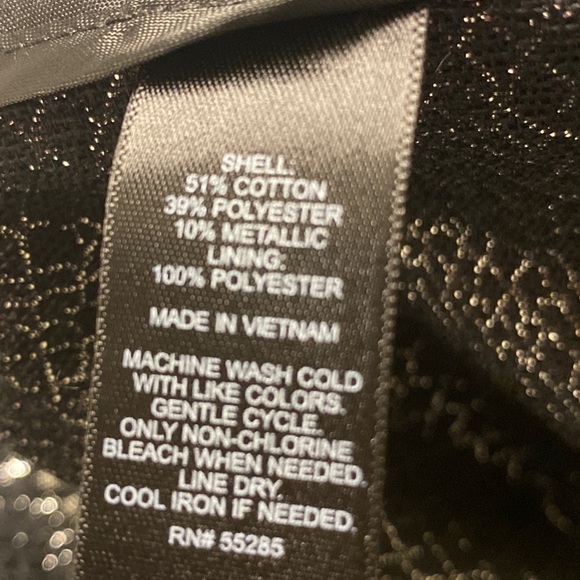 SHELL:
51% COTTON
39% POLYESTER
10% METALLIC
LINING:
100% POLYESTER
MADE IN VIETNAM
MACHINE WASH COLD
WITH LIKE COLORS.
GENTLE CYCLE.
ONLY NON-CHLORINE
BLEACH WHEN NEEDED.
LINE DRY.
COOL IRON IF NEEDED.
RN# 55285